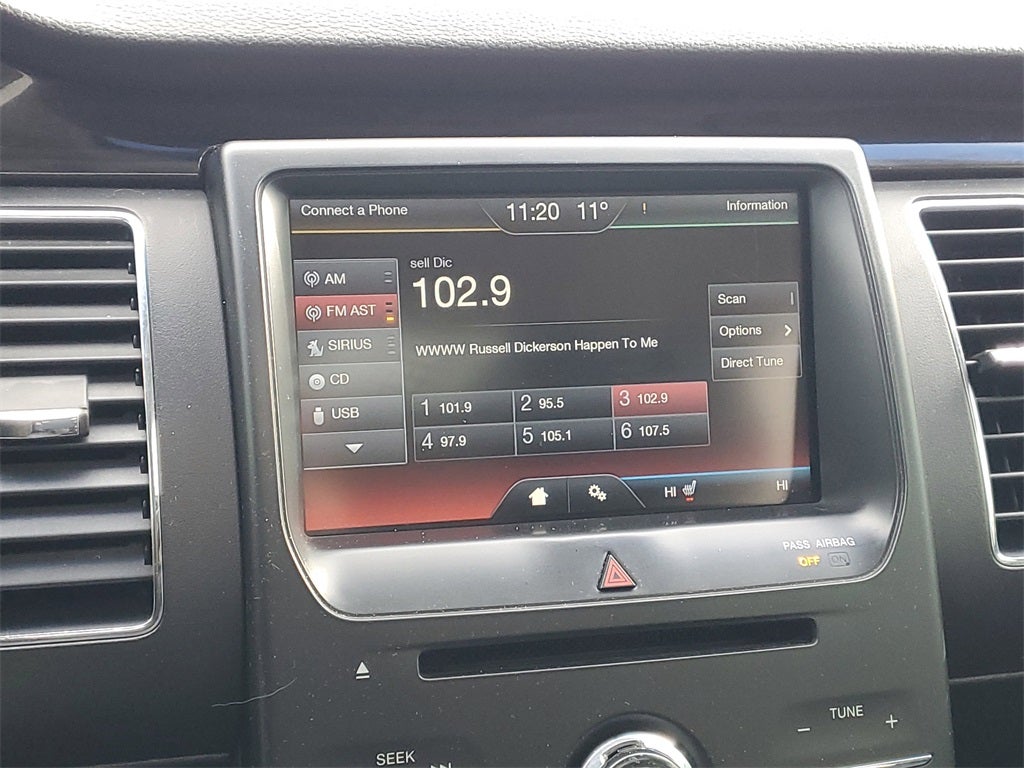 Connect a Phone 11:20 11° ! Information
sell Dic
102.9
AM
FM AST
SIRIUS
CD
USB
WWWW Russell Dickerson Happen To Me
Scan
Options
Direct Tune
1 101.9 2 95.5 3 102.9
4 97.9 5 105.1 6 107.5
HI HI
PASS AIRBAG
OFF ON
SEEK
− TUNE +